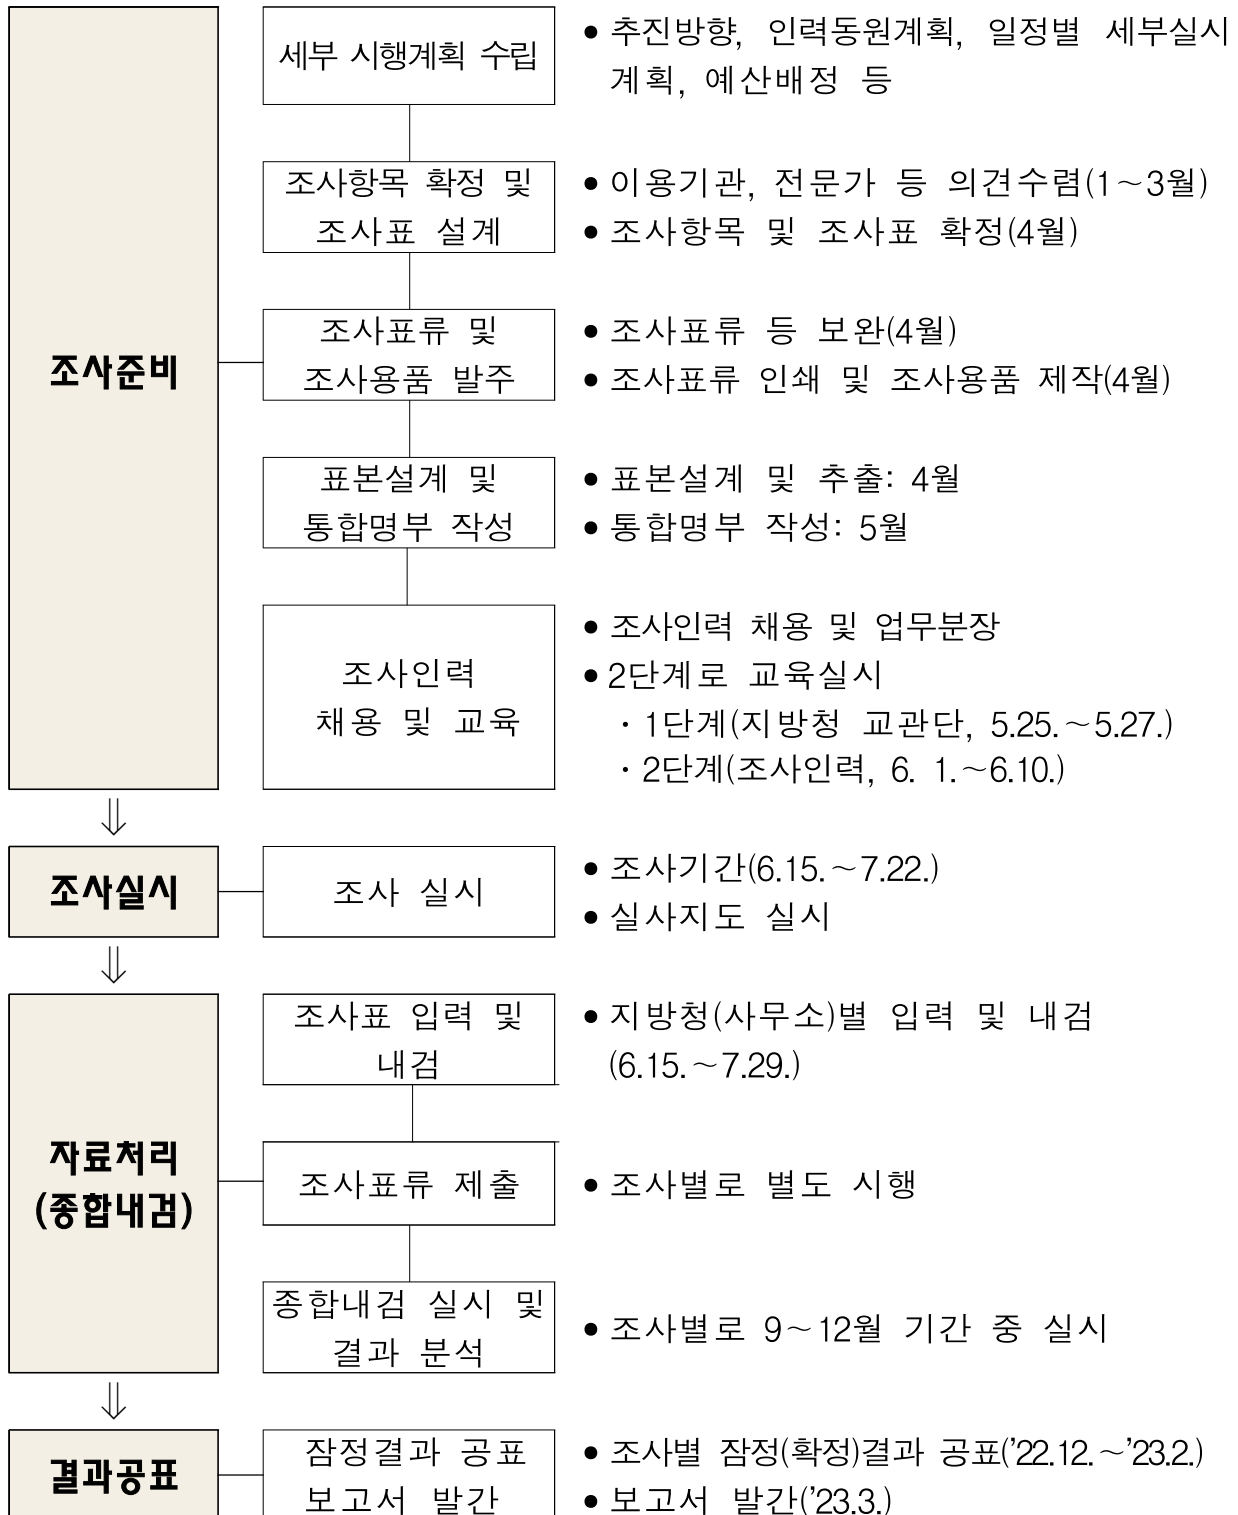 조사준비
세부 시행계획 수립
• 추진방향, 인력동원계획, 일정별 세부실시
계획, 예산배정 등
조사항목 확정 및
조사표 설계
• 이용기관, 전문가 등 의견수렴(1~3월)
• 조사항목 및 조사표 확정(4월)
조사표류 및
조사용품 발주
• 조사표류 등 보완(4월)
• 조사표류 인쇄 및 조사용품 제작(4월)
표본설계 및
통합명부 작성
• 표본설계 및 추출: 4월
• 통합명부 작성: 5월
조사인력
채용 및 교육
• 조사인력 채용 및 업무분장
• 2단계로 교육실시
· 1단계(지방청 교관단, 5.25.~5.27.)
· 2단계(조사인력, 6. 1.~6.10.)
⇓
조사실시
조사 실시
• 조사기간(6.15.~7.22.)
• 실사지도 실시
⇓
자료처리
(종합내검)
조사표 입력 및
내검
• 지방청(사무소)별 입력 및 내검
(6.15.~7.29.)
조사표류 제출
• 조사별로 별도 시행
종합내검 실시 및
결과 분석
• 조사별로 9~12월 기간 중 실시
⇓
결과공표
잠정결과 공표
보고서 발간
• 조사별 잠정(확정)결과 공표('22.12.~'23.2.)
• 보고서 발간('23.3.)